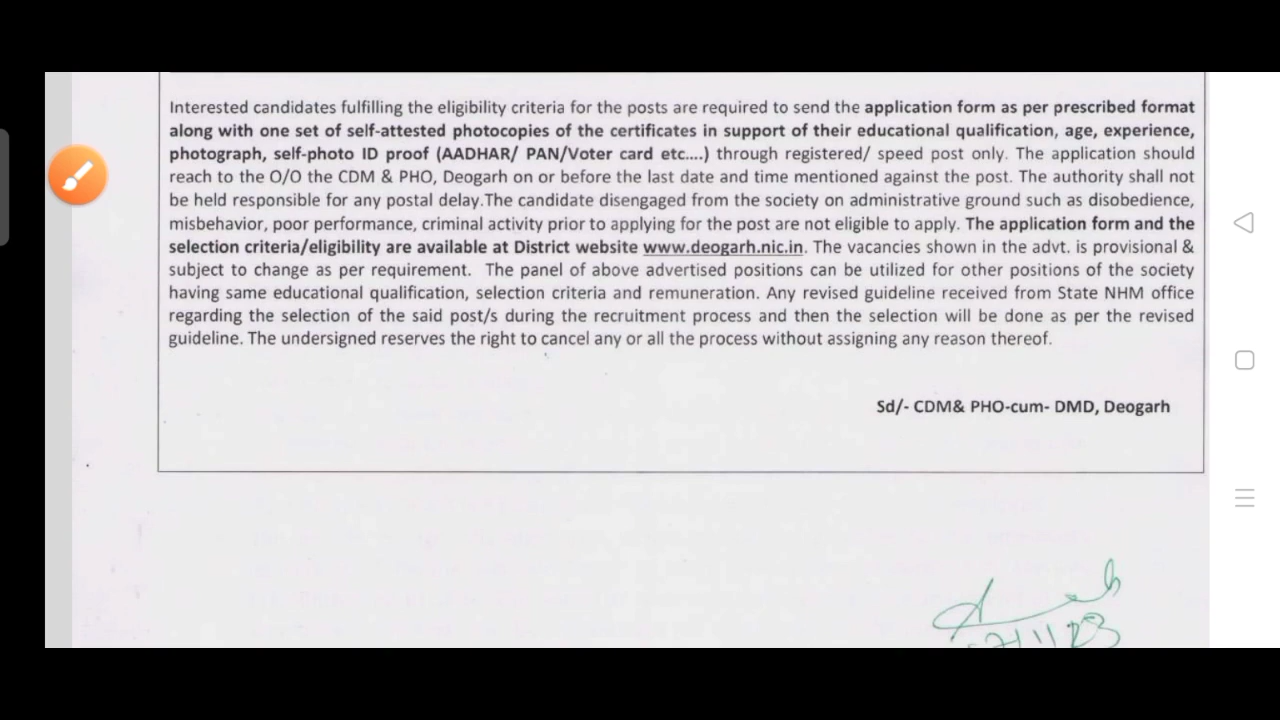 Interested candidates fulfilling the eligibility criteria for the posts are required to send the application form as per prescribed format
along with one set of self-attested photocopies of the certificates in support of their educational qualification, age, experience,
photograph, self-photo ID proof (AADHAR/ PAN/Voter card etc....) through registered/ speed post only. The application should
reach to the O/O the CDM & PHO, Deogarh on or before the last date and time mentioned against the post. The authority shall not
be held responsible for any postal delay.The candidate disengaged from the society on administrative ground such as disobedience,
misbehavior, poor performance, criminal activity prior to applying for the post are not eligible to apply. The application form and the
selection criteria/eligibility are available at District website www.deogarh.nic.in. The vacancies shown in the advt. is provisional &
subject to change as per requirement. The panel of above advertised positions can be utilized for other positions of the society
having same educational qualification, selection criteria and remuneration. Any revised guideline received from State NHM office
regarding the selection of the said post/s during the recruitment process and then the selection will be done as per the revised
guideline. The undersigned reserves the right to cancel any or all the process without assigning any reason thereof.
Sd/- CDM& PHO-cum- DMD, Deogarh